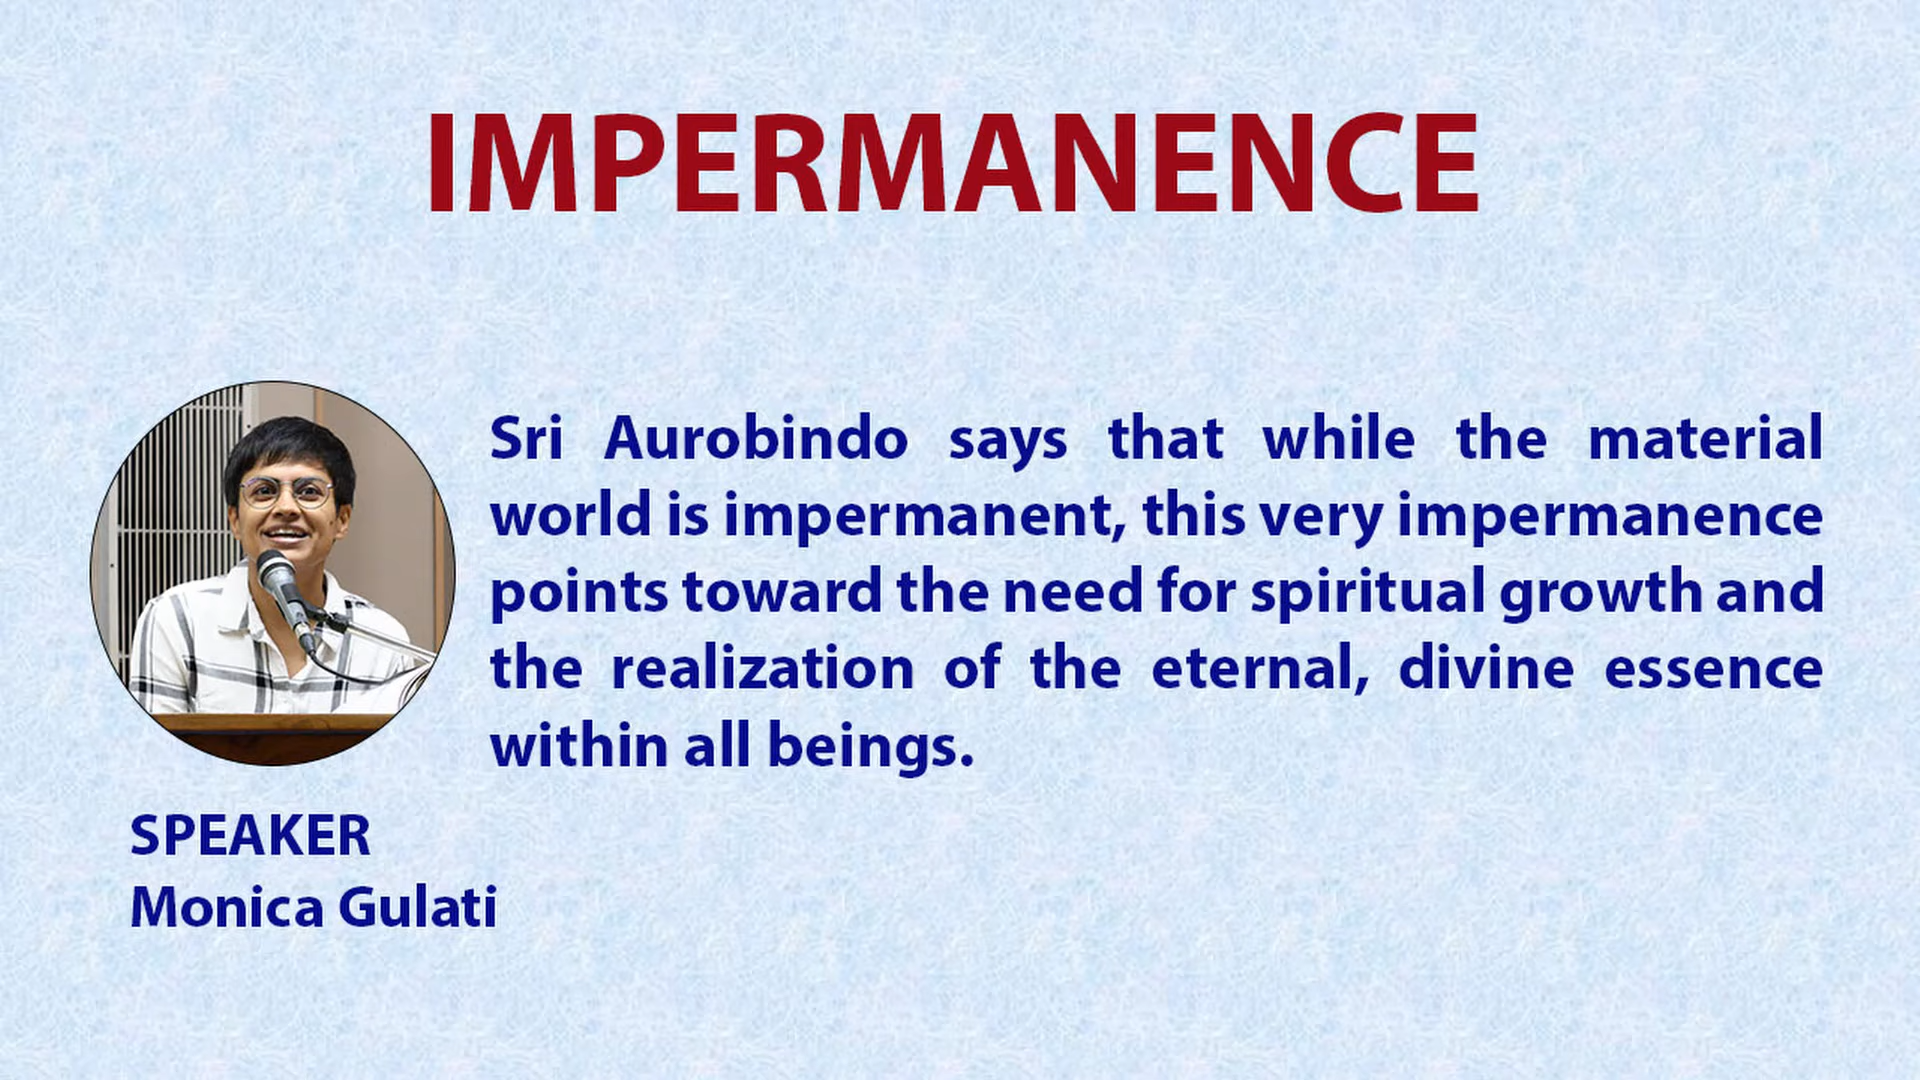 IMPERMANENCE
Sri Aurobindo says that while the material
world is impermanent, this very impermanence
points toward the need for spiritual growth and
the realization of the eternal, divine essence
within all beings.
SPEAKER
Monica Gulati